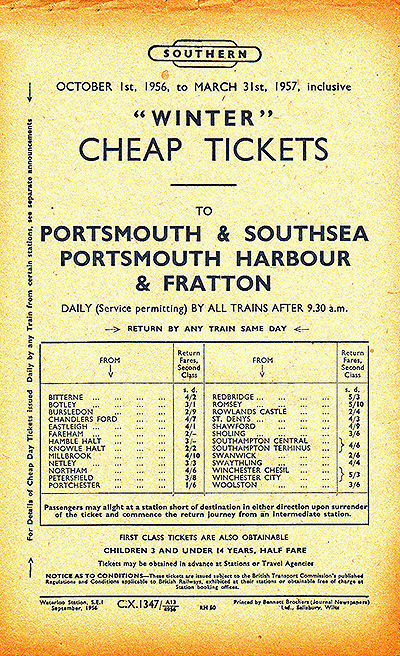 SOUTHERN
OCTOBER 1st, 1956, to MARCH 31st, 1957, inclusive
"WINTER"
CHEAP TICKETS
TO
PORTSMOUTH & SOUTHSEA
PORTSMOUTH HARBOUR
& FRATTON
DAILY (Service permitting) BY ALL TRAINS AFTER 9.30 a.m.
RETURN BY ANY TRAIN SAME DAY
FROM Return Fares, Second Class FROM Return Fares, Second Class
s. d. s. d.
BITTERNE ... ... ... ... 4/2 REDBRIDGE ... ... ... ... 5/3
BOTLEY ... ... ... ... 3/1 ROMSEY ... ... ... ... 5/10
BURSLEDON ... ... ... 2/9 ROWLANDS CASTLE ... ... 2/4
CHANDLERS FORD ... ... 4/7 ST. DENYS ... ... ... ... 4/3
EASTLEIGH ... ... ... ... 4/1 SHAWFORD ... ... ... 4/9
FAREHAM ... ... ... ... 2/- SHOLING ... ... ... ... 3/6
HAMBLE HALT ... ... ... 3/- SOUTHAMPTON CENTRAL ...
KNOWLE HALT ... ... ... 2/2 SOUTHAMPTON TERMINUS ... } 4/6
MILLBROOK ... ... ... 4/10 SWANWICK ... ... ... 2/6
NETLEY ... ... ... ... 3/3 SWAYTHLING ... ... ... 4/4
NORTHAM ... ... ... ... 4/6 WINCHESTER CHESIL ...
PETERSFIELD ... ... ... 3/8 WINCHESTER CITY ... ... } 5/3
PORTCHESTER ... ... ... 1/6 WOOLSTON ... ... ... 3/6
Passengers may alight at a station short of destination in either direction upon surrender
of the ticket and commence the return journey from an intermediate station.
FIRST CLASS TICKETS ARE ALSO OBTAINABLE
CHILDREN 3 AND UNDER 14 YEARS, HALF FARE
Tickets may be obtained in advance at Stations or Travel Agencies
NOTICE AS TO CONDITIONS—These tickets are issued subject to the British Transport Commission's published
Regulations and Conditions applicable to British Railways, exhibited at their stations or obtainable free of charge at
Station booking offices.
Waterloo Station, S.E.1
September, 1956
C.X.1347/ A13 4956
RH 50
Printed by Bennett Brothers (Journal Newspapers)
Ltd., Salisbury, Wilts
For Details of Cheap Day Tickets issued Daily by any Train from certain stations, see separate announcements